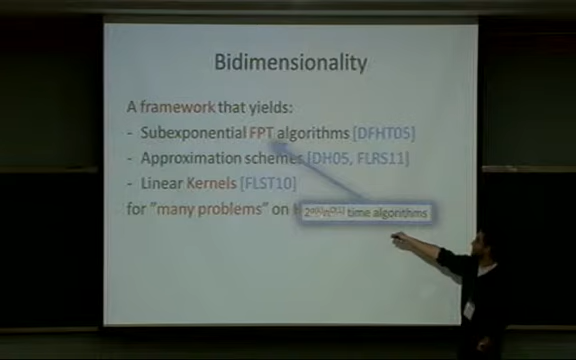 Bidimensionality
A framework that yields:
- Subexponential FPT algorithms [DFHT05]
- Approximation schemes [DH05, FLRS11]
- Linear Kernels [FLST10]
for "many problems" on
time algorithms